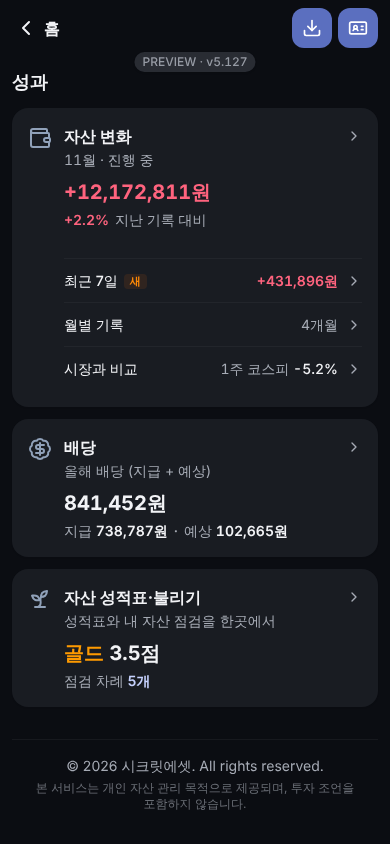 홈
PREVIEW · v5.127
성과
자산 변화
11월 · 진행 중
+12,172,811원
+2.2% 지난 기록 대비
최근 7일 새 +431,896원
월별 기록 4개월
시장과 비교 1주 코스피 -5.2%
배당
올해 배당 (지급 + 예상)
841,452원
지급 738,787원 · 예상 102,665원
자산 성적표·불리기
성적표와 내 자산 점검을 한곳에서
골드 3.5점
점검 차례 5개
© 2026 시크릿에셋. All rights reserved.
본 서비스는 개인 자산 관리 목적으로 제공되며, 투자 조언을
포함하지 않습니다.